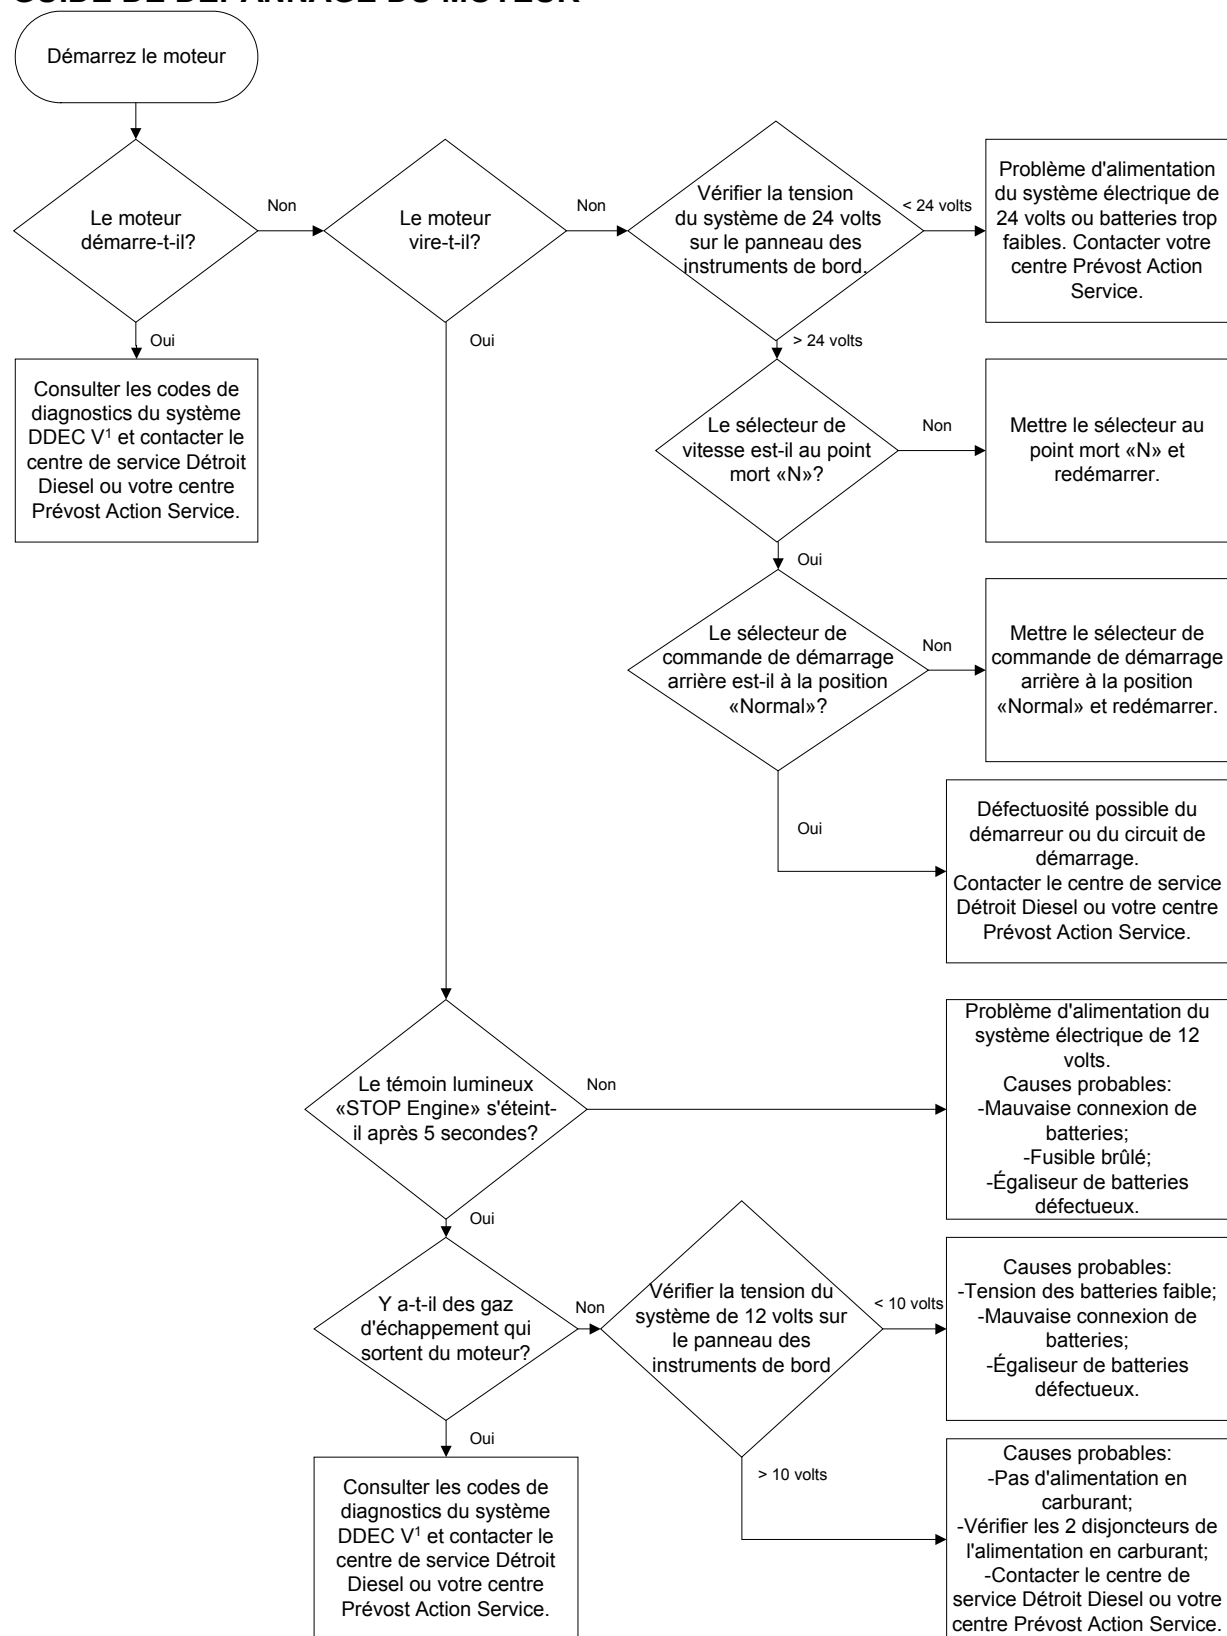 GUIDE DE DÉPANNAGE DU MOTEUR
Démarrez le moteur
Le moteur
démarre-t-il?
Non
Le moteur
vire-t-il?
Non
Vérifier la tension
du système de 24 volts
sur le panneau des
instruments de bord.
< 24 volts
Problème d'alimentation
du système électrique de
24 volts ou batteries trop
faibles. Contacter votre
centre Prévost Action
Service.
Oui
Oui
> 24 volts
Consulter les codes de
diagnostics du système
DDEC V¹ et contacter le
centre de service Détroit
Diesel ou votre centre
Prévost Action Service.
Le sélecteur de
vitesse est-il au point
mort «N»?
Non
Mettre le sélecteur au
point mort «N» et
redémarrer.
Oui
Le sélecteur de
commande de démarrage
arrière est-il à la position
«Normal»?
Non
Mettre le sélecteur de
commande de démarrage
arrière à la position
«Normal» et redémarrer.
Oui
Défectuosité possible du
démarreur ou du circuit de
démarrage.
Contacter le centre de service
Détroit Diesel ou votre centre
Prévost Action Service.
Le témoin lumineux
«STOP Engine» s'éteint-
il après 5 secondes?
Non
Problème d'alimentation du
système électrique de 12
volts.
Causes probables:
-Mauvaise connexion de
batteries;
-Fusible brûlé;
-Égaliseur de batteries
défectueux.
Oui
Y a-t-il des gaz
d'échappement qui
sortent du moteur?
Non
Vérifier la tension du
système de 12 volts sur
le panneau des
instruments de bord
< 10 volts
Causes probables:
-Tension des batteries faible;
-Mauvaise connexion de
batteries;
-Égaliseur de batteries
défectueux.
Oui
> 10 volts
Consulter les codes de
diagnostics du système
DDEC V¹ et contacter le
centre de service Détroit
Diesel ou votre centre
Prévost Action Service.
Causes probables:
-Pas d'alimentation en
carburant;
-Vérifier les 2 disjoncteurs de
l'alimentation en carburant;
-Contacter le centre de
service Détroit Diesel ou votre
centre Prévost Action Service.